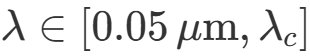 λ ∈ [0.05 μm, λ_c]